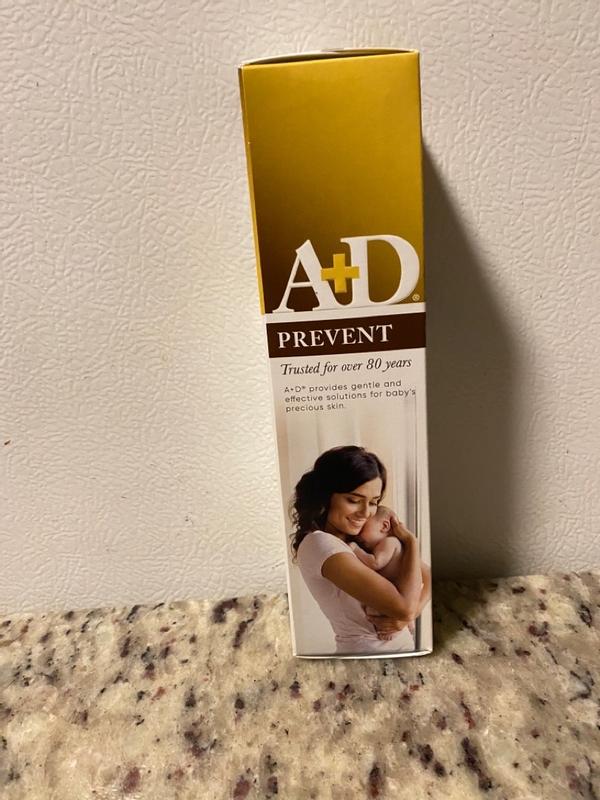 A+D®
PREVENT
Trusted for over 80 years
A+D® provides gentle and
effective solutions for baby's
precious skin.